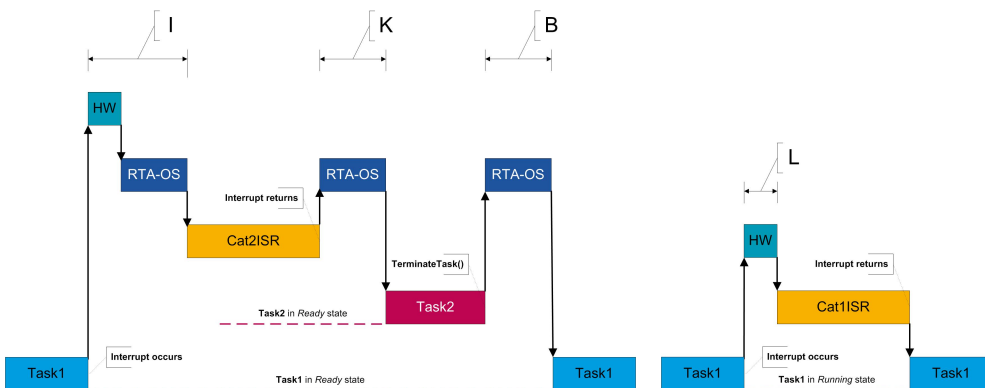 I
K
B
HW
L
RTA-OS
RTA-OS
RTA-OS
Interrupt returns
Cat2ISR
HW
TerminateTask()
Interrupt returns
Task2
Cat1ISR
Task2 in Ready state
Task1
Interrupt occurs
Task1 in Ready state
Task1
Task1
Interrupt occurs
Task1 in Running state
Task1